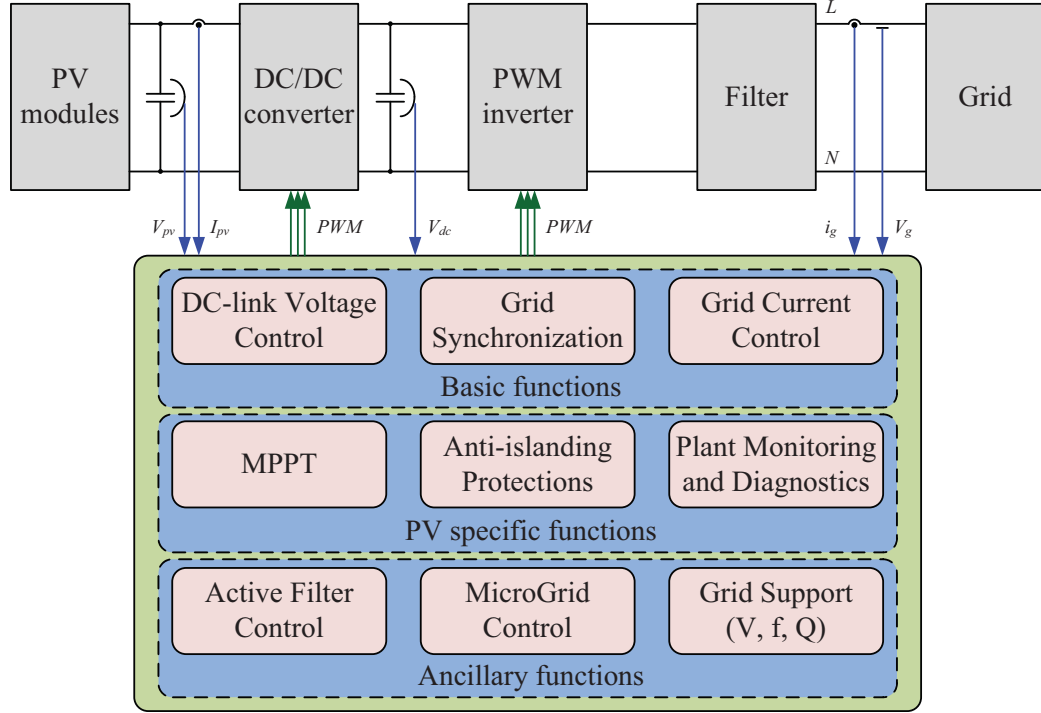 L
PV
modules
DC/DC
converter
PWM
inverter
Filter
Grid
N
Vpv
Ipv
PWM
Vdc
PWM
ig
Vg
DC-link Voltage
Control
Grid
Synchronization
Grid Current
Control
Basic functions
MPPT
Anti-islanding
Protections
Plant Monitoring
and Diagnostics
PV specific functions
Active Filter
Control
MicroGrid
Control
Grid Support
(V, f, Q)
Ancillary functions